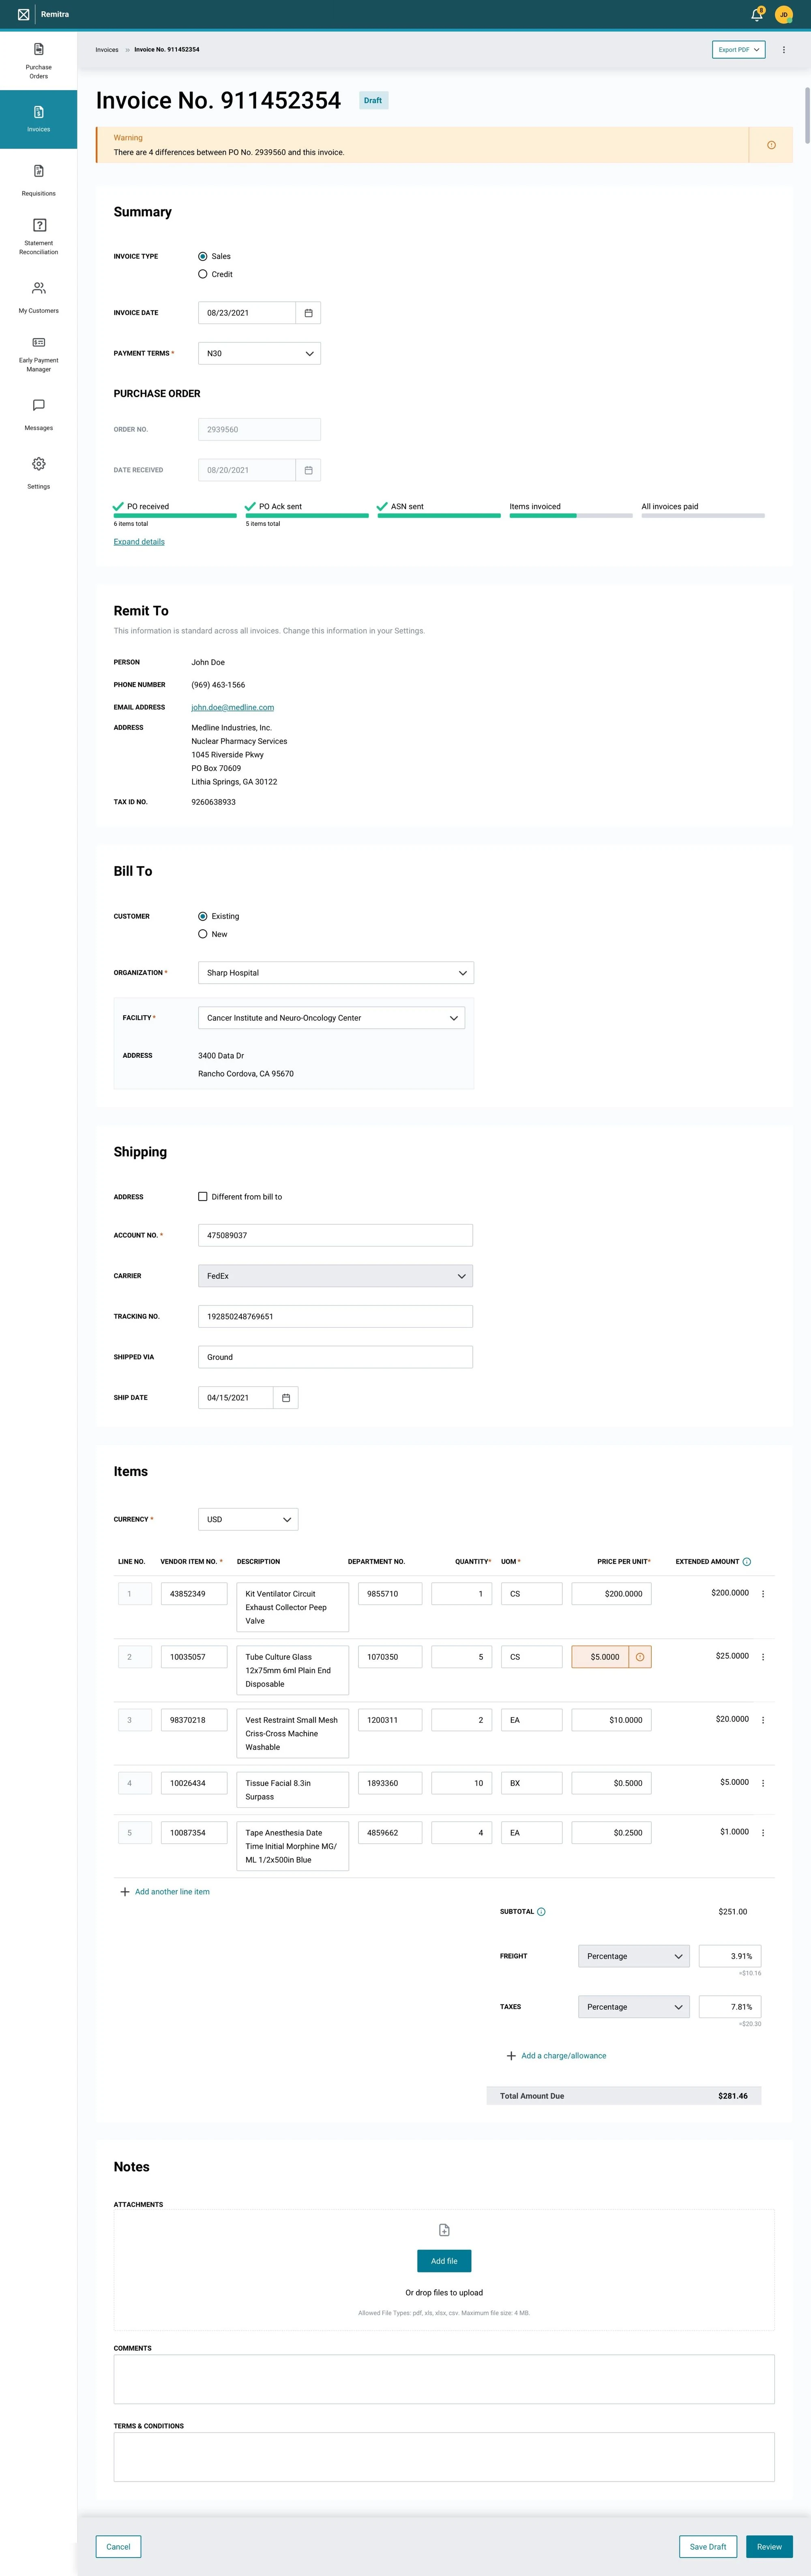 Remitra
8
JD
Purchase
Orders
Invoices
Requisitions
Statement
Reconciliation
My Customers
Early Payment
Manager
Messages
Settings
Invoices » Invoice No. 911452354
Export PDF
Invoice No. 911452354 Draft
Warning
There are 4 differences between PO No. 2939560 and this invoice.
Summary
INVOICE TYPE Sales
Credit
INVOICE DATE 08/23/2021
PAYMENT TERMS * N30
PURCHASE ORDER
ORDER NO. 2939560
DATE RECEIVED 08/20/2021
PO received PO Ack sent ASN sent Items invoiced All invoices paid
6 items total 5 items total
Expand details
Remit To
This information is standard across all invoices. Change this information in your Settings.
PERSON John Doe
PHONE NUMBER (969) 463-1566
EMAIL ADDRESS john.doe@medline.com
ADDRESS Medline Industries, Inc.
Nuclear Pharmacy Services
1045 Riverside Pkwy
PO Box 70609
Lithia Springs, GA 30122
TAX ID NO. 9260638933
Bill To
CUSTOMER Existing
New
ORGANIZATION * Sharp Hospital
FACILITY * Cancer Institute and Neuro-Oncology Center
ADDRESS 3400 Data Dr
Rancho Cordova, CA 95670
Shipping
ADDRESS Different from bill to
ACCOUNT NO. * 475089037
CARRIER FedEx
TRACKING NO. 192850248769651
SHIPPED VIA Ground
SHIP DATE 04/15/2021
Items
CURRENCY * USD
LINE NO. VENDOR ITEM NO. * DESCRIPTION DEPARTMENT NO. QUANTITY* UOM * PRICE PER UNIT* EXTENDED AMOUNT
1 43852349 Kit Ventilator Circuit 9855710 1 CS $200.0000 $200.0000
Exhaust Collector Peep
Valve
2 10035057 Tube Culture Glass 1070350 5 CS $5.0000 $25.0000
12x75mm 6ml Plain End
Disposable
3 98370218 Vest Restraint Small Mesh 1200311 2 EA $10.0000 $20.0000
Criss-Cross Machine
Washable
4 10026434 Tissue Facial 8.3in 1893360 10 BX $0.5000 $5.0000
Surpass
5 10087354 Tape Anesthesia Date 4859662 4 EA $0.2500 $1.0000
Time Initial Morphine MG/
ML 1/2x500in Blue
Add another line item
SUBTOTAL $251.00
FREIGHT Percentage 3.91%
≈$10.16
TAXES Percentage 7.81%
≈$20.30
Add a charge/allowance
Total Amount Due $281.46
Notes
ATTACHMENTS
Add file
Or drop files to upload
Allowed File Types: pdf, xls, xlsx, csv. Maximum file size: 4 MB.
COMMENTS
TERMS & CONDITIONS
Cancel Save Draft Review